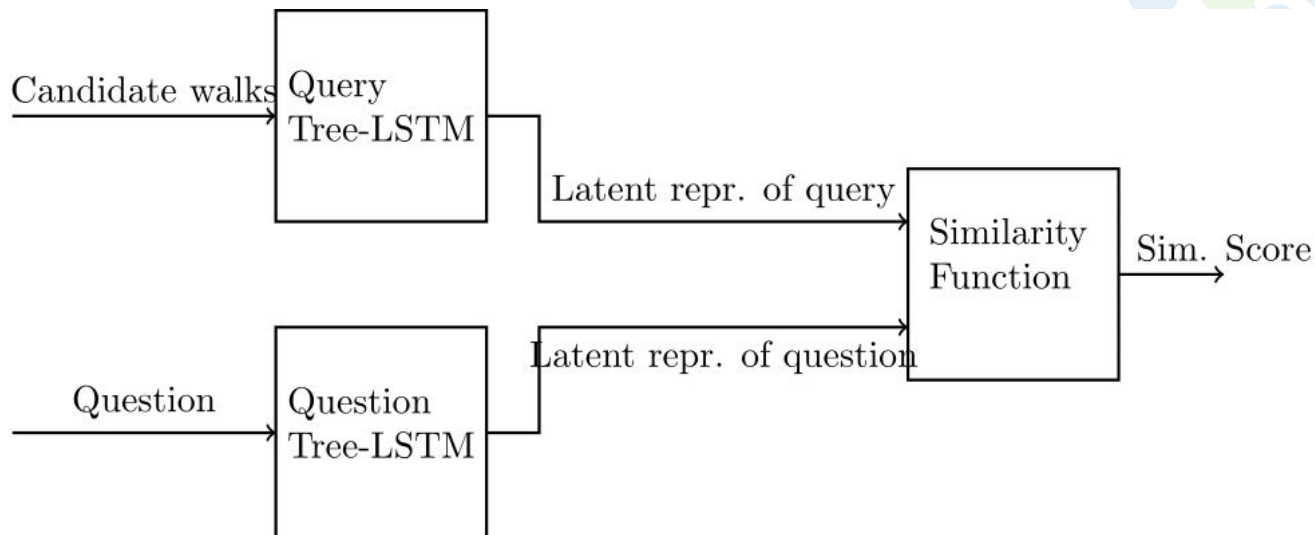 Candidate walks
Query
Tree-LSTM
Latent repr. of query
Similarity
Function
Sim. Score
Latent repr. of question
Question
Question
Tree-LSTM